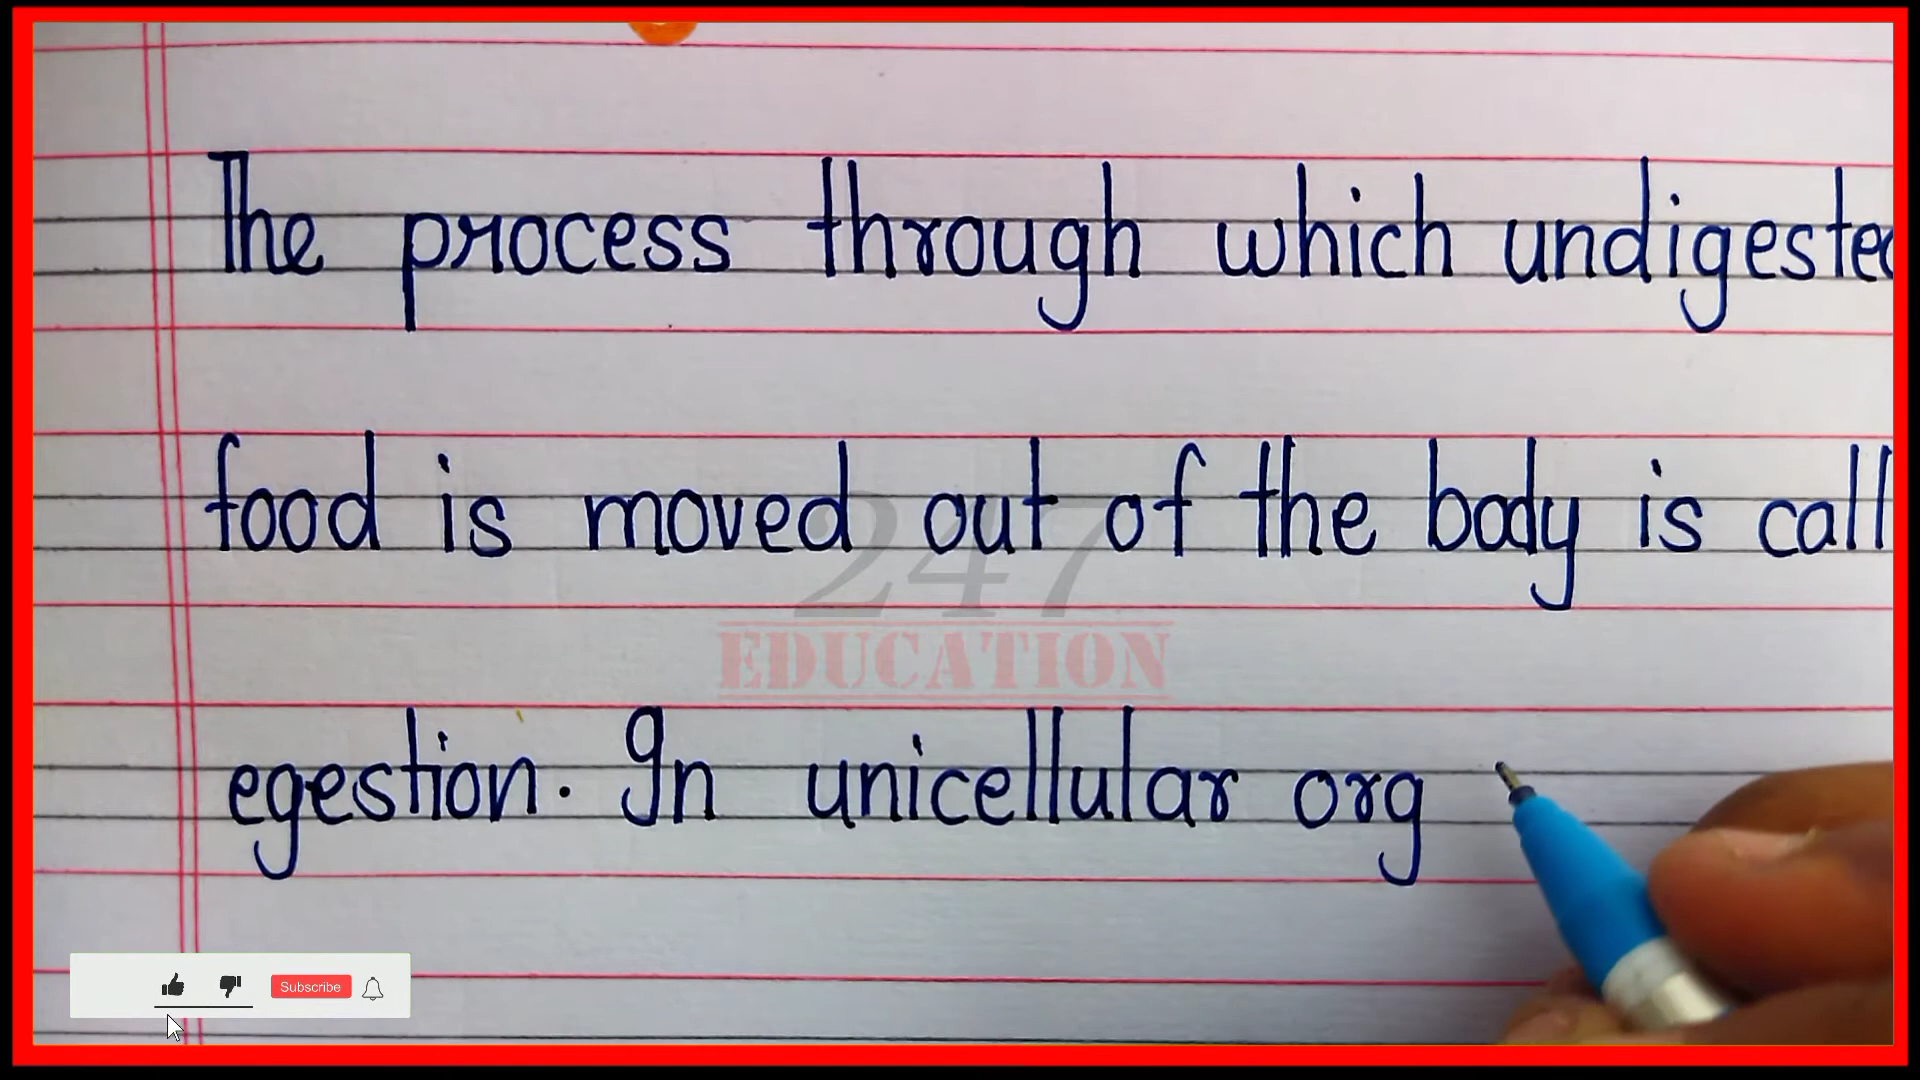 The process through which undigested
food is moved out of the body is call
247
EDUCATION
egestion. In unicellular org
Subscribe